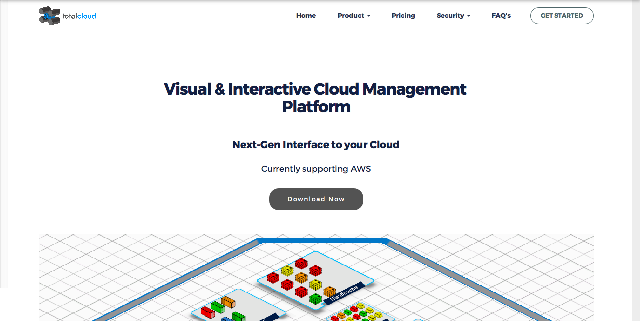 totalcloud
Home
Product
Pricing
Security
FAQ's
GET STARTED
Visual & Interactive Cloud Management
Platform
Next-Gen Interface to your Cloud
Currently supporting AWS
Download Now